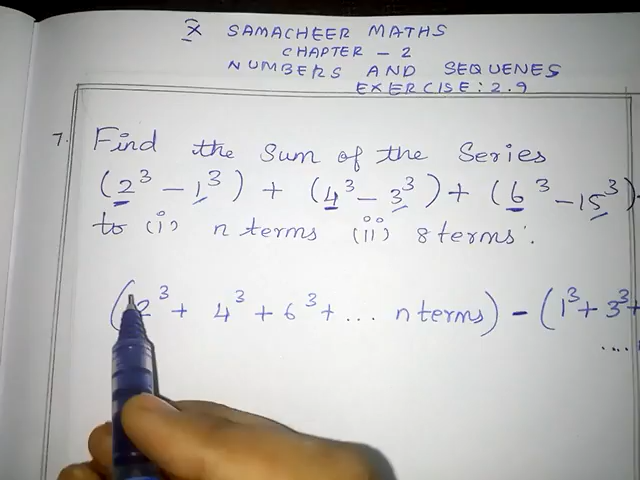 X SAMACHEER MATHS
CHAPTER - 2
NUMBERS AND SEQUENES
EXERCISE: 2.9
7. Find the Sum of the Series
(2³ - 1³) + (4³ - 3³) + (6³ - 15³)
to (i) n terms (ii) 8 terms.
(2³ + 4³ + 6³ + ... n terms) - (1³ + 3³ +
....